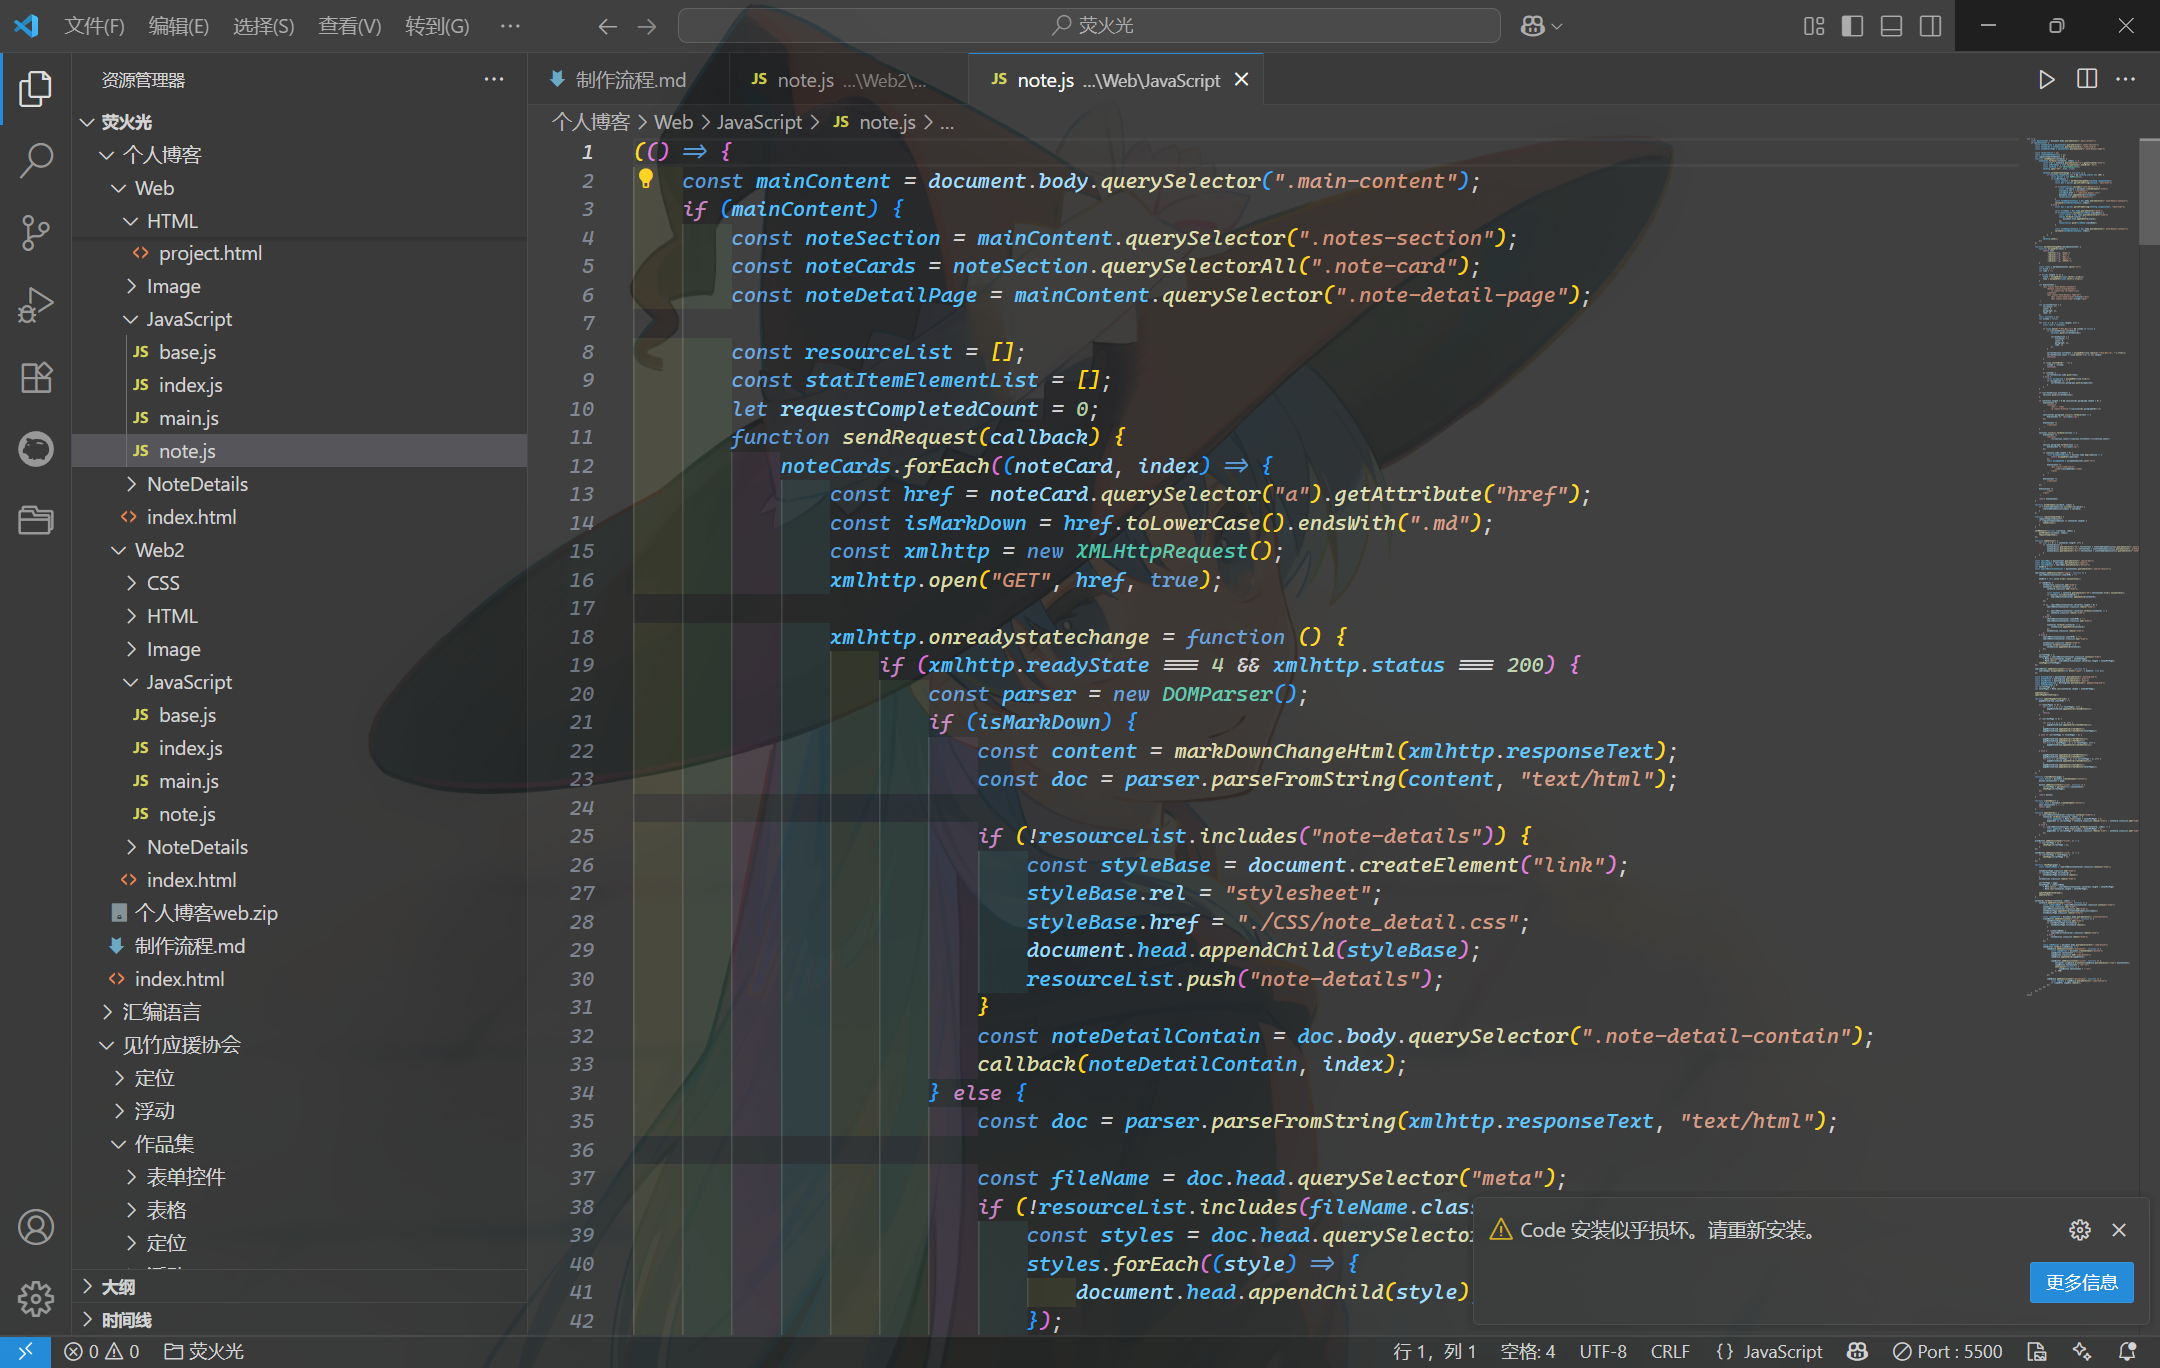 文件(F) 编辑(E) 选择(S) 查看(V) 转到(G) ···
荧火光
资源管理器
荧火光
个人博客
Web
HTML
project.html
Image
JavaScript
JS base.js
JS index.js
JS main.js
JS note.js
NoteDetails
index.html
Web2
CSS
HTML
Image
JavaScript
JS base.js
JS index.js
JS main.js
JS note.js
NoteDetails
index.html
个人博客web.zip
制作流程.md
index.html
汇编语言
见竹应援协会
定位
浮动
作品集
表单控件
表格
定位
大纲
时间线
制作流程.md
JS note.js ...\Web2\...
JS note.js ...\Web\JavaScript
个人博客 > Web > JavaScript > JS note.js > ...
1 (() => {
2 const mainContent = document.body.querySelector(".main-content");
3 if (mainContent) {
4 const noteSection = mainContent.querySelector(".notes-section");
5 const noteCards = noteSection.querySelectorAll(".note-card");
6 const noteDetailPage = mainContent.querySelector(".note-detail-page");
7
8 const resourceList = [];
9 const statItemElementList = [];
10 let requestCompletedCount = 0;
11 function sendRequest(callback) {
12 noteCards.forEach((noteCard, index) => {
13 const href = noteCard.querySelector("a").getAttribute("href");
14 const isMarkDown = href.toLowerCase().endsWith(".md");
15 const xmlhttp = new XMLHttpRequest();
16 xmlhttp.open("GET", href, true);
17
18 xmlhttp.onreadystatechange = function () {
19 if (xmlhttp.readyState === 4 && xmlhttp.status === 200) {
20 const parser = new DOMParser();
21 if (isMarkDown) {
22 const content = markDownChangeHtml(xmlhttp.responseText);
23 const doc = parser.parseFromString(content, "text/html");
24
25 if (!resourceList.includes("note-details")) {
26 const styleBase = document.createElement("link");
27 styleBase.rel = "stylesheet";
28 styleBase.href = "./CSS/note_detail.css";
29 document.head.appendChild(styleBase);
30 resourceList.push("note-details");
31 }
32 const noteDetailContain = doc.body.querySelector(".note-detail-contain");
33 callback(noteDetailContain, index);
34 } else {
35 const doc = parser.parseFromString(xmlhttp.responseText, "text/html");
36
37 const fileName = doc.head.querySelector("meta");
38 if (!resourceList.includes(fileName.clas
39 const styles = doc.head.querySelecto
40 styles.forEach((style) => {
41 document.head.appendChild(style)
42 });
Code 安装似乎损坏。请重新安装。
更多信息
0 0 荧火光
行 1，列 1 空格: 4 UTF-8 CRLF {} JavaScript Port : 5500